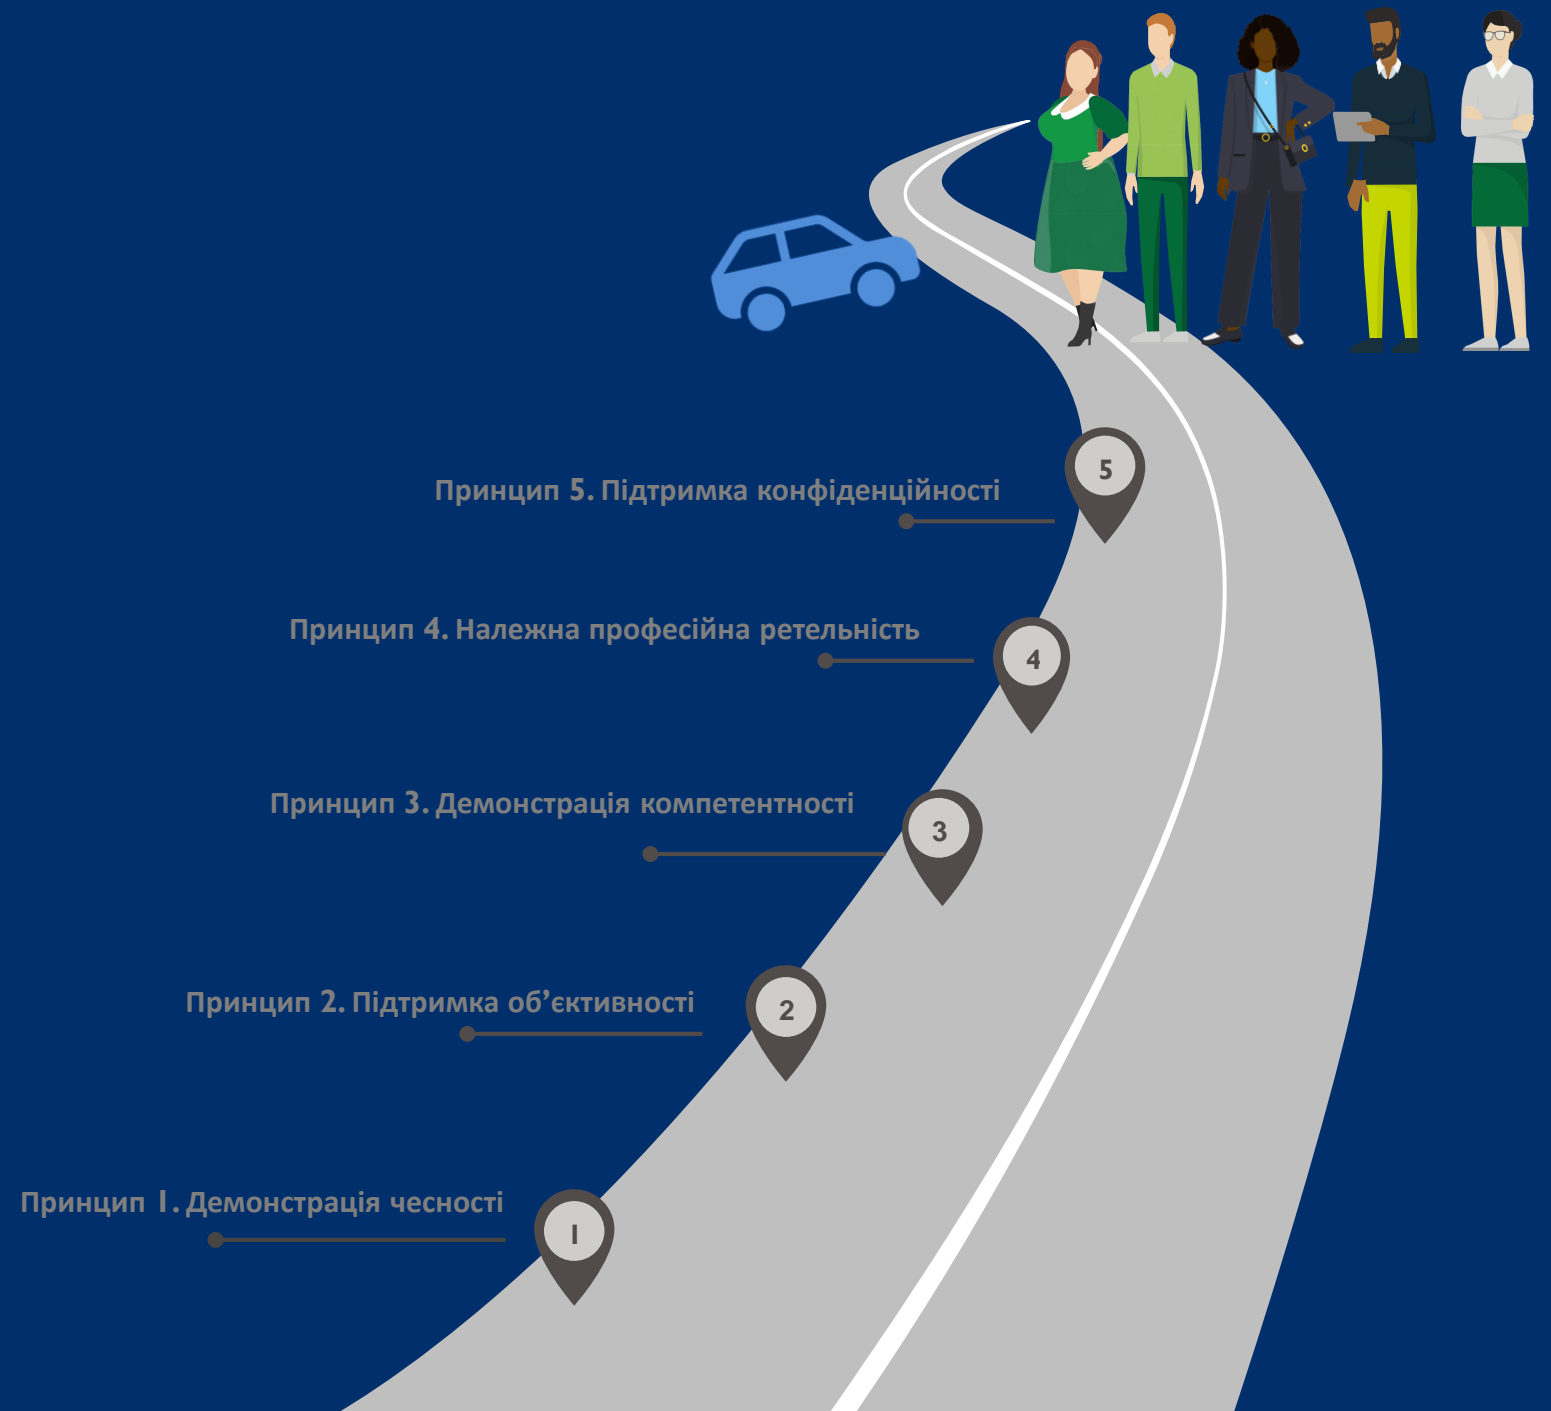 5
Принцип 5. Підтримка конфіденційності
Принцип 4. Належна професійна ретельність
4
Принцип 3. Демонстрація компетентності
3
Принцип 2. Підтримка об’єктивності
2
Принцип 1. Демонстрація чесності
1